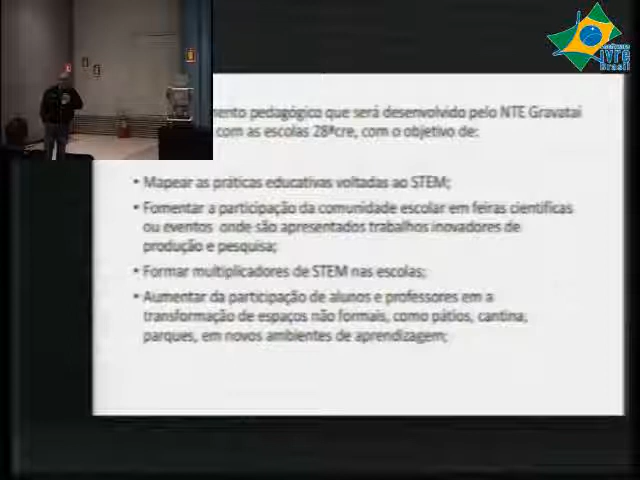 mento pedagógico que será desenvolvido pelo NTE Gravataí
com as escolas 28ªcre, com o objetivo de:
• Mapear as práticas educativas voltadas ao STEM;
• Fomentar a participação da comunidade escolar em feiras científicas
ou eventos onde são apresentados trabalhos inovadores de
produção e pesquisa;
• Formar multiplicadores de STEM nas escolas;
• Aumentar da participação de alunos e professores em a
transformação de espaços não formais, como pátios, cantina,
parques, em novos ambientes de aprendizagem;
livre
Brasil